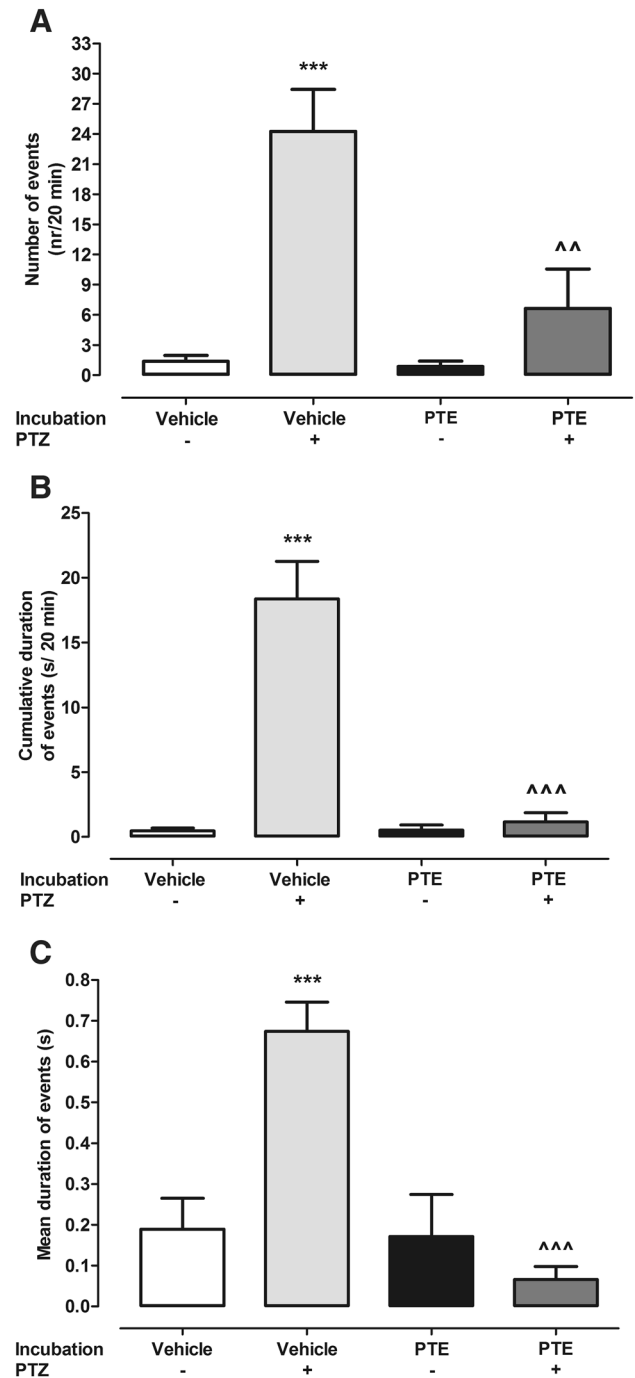 A
Number of events
(nr/20 min)
33
30
27
24
21
18
15
12
9
6
3
0
***
^^
Incubation Vehicle Vehicle PTE PTE
PTZ - + - +
B
Cumulative duration
of events (s/ 20 min)
25
20
15
10
5
0
***
^^^
Incubation Vehicle Vehicle PTE PTE
PTZ - + - +
C
Mean duration of events (s)
0.8
0.7
0.6
0.5
0.4
0.3
0.2
0.1
0.0
***
^^^
Incubation Vehicle Vehicle PTE PTE
PTZ - + - +